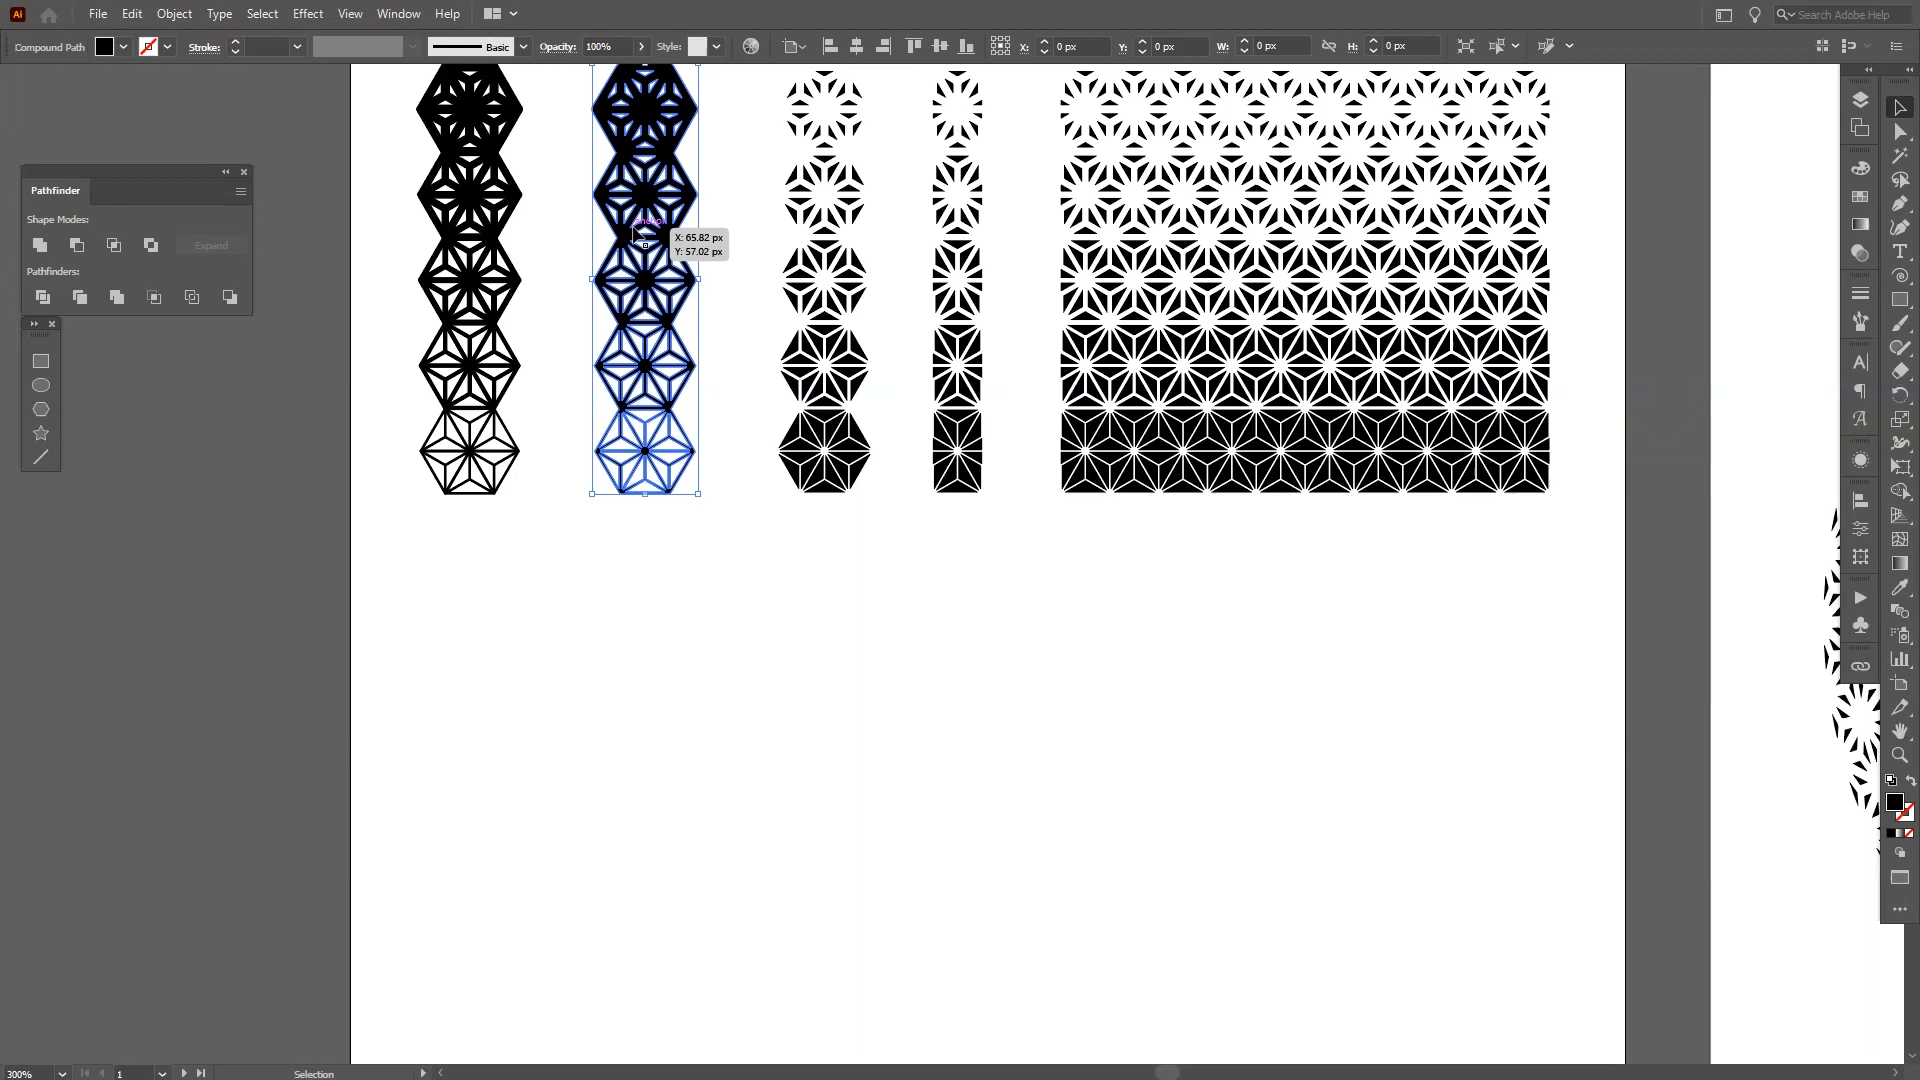 Ai File Edit Object Type Select Effect View Window Help Search Adobe Help
Compound Path Stroke: Basic Opacity: 100% Style: X: 0 px Y: 0 px W: 0 px H: 0 px
Pathfinder
Shape Modes:
Expand
Pathfinders:
anchor
X: 65.82 px
Y: 57.02 px
300% 1 Selection